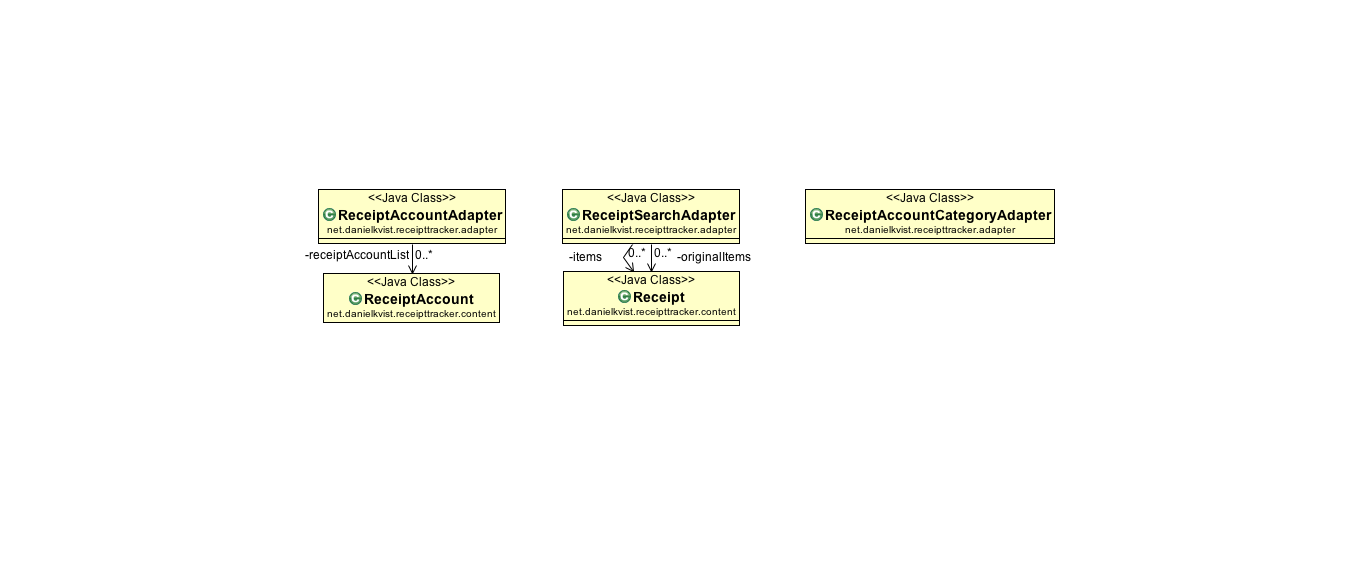 <<Java Class>>
ReceiptAccountAdapter
net.danielkvist.receipttracker.adapter
<<Java Class>>
ReceiptSearchAdapter
net.danielkvist.receipttracker.adapter
<<Java Class>>
ReceiptAccountCategoryAdapter
net.danielkvist.receipttracker.adapter
-receiptAccountList 0..*
-items 0..* 0..* -originalItems
<<Java Class>>
ReceiptAccount
net.danielkvist.receipttracker.content
<<Java Class>>
Receipt
net.danielkvist.receipttracker.content